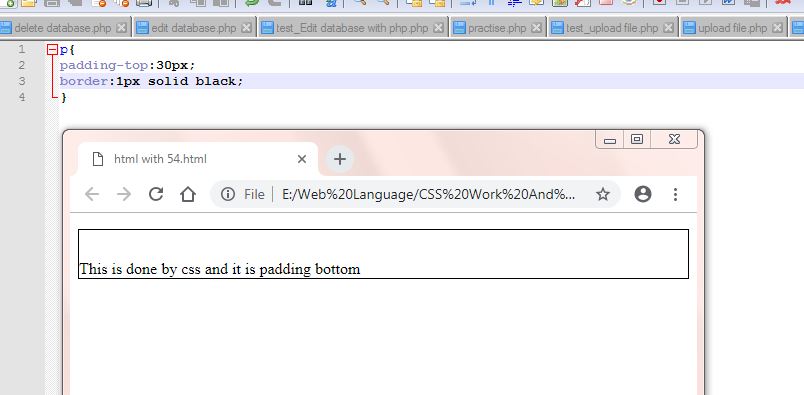 delete database.php edit database.php test_Edit database with php.php practise.php test_upload file.php upload file.php
1 p{
2 padding-top:30px;
3 border:1px solid black;
4 }
html with 54.html
File E:/Web%20Language/CSS%20Work%20And%...
This is done by css and it is padding bottom